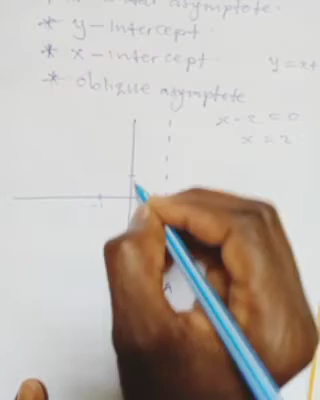 asymptote.
* y-intercept.
* x-intercept.
y = x+
* oblique asymptote
x - 2 = 0
x = 2